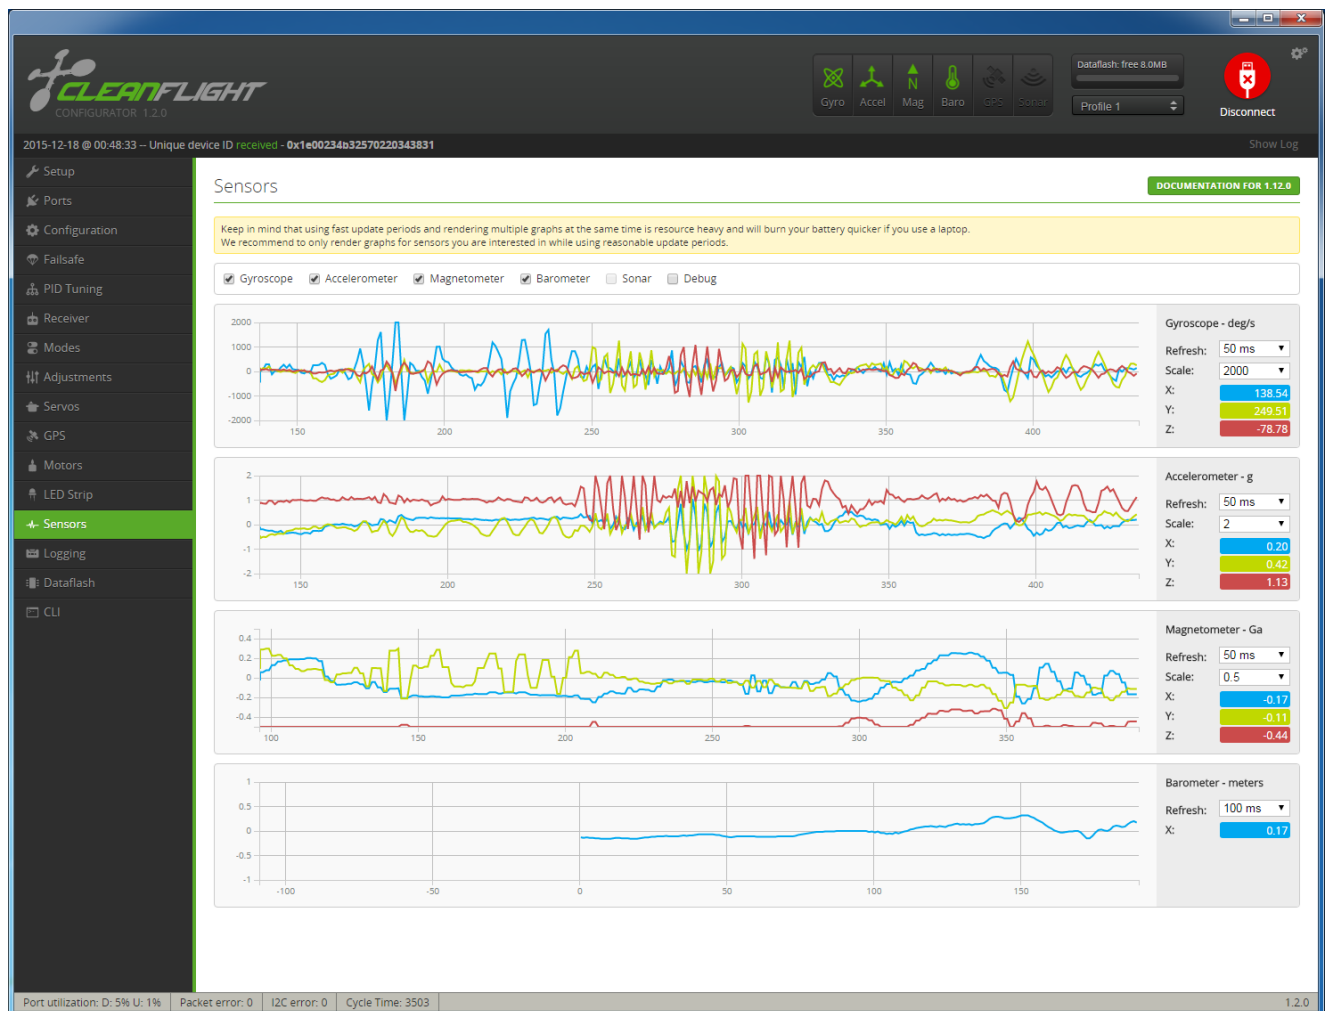 CLEANFLIGHT
CONFIGURATOR 1.2.0
Gyro Accel Mag Baro GPS Sonar
Dataflash: free 8.0MB
Profile 1
Disconnect
2015-12-18 @ 00:48:33 -- Unique device ID received - 0x1e00234b32570220343831
Show Log
Setup
Ports
Configuration
Failsafe
PID Tuning
Receiver
Modes
Adjustments
Servos
GPS
Motors
LED Strip
Sensors
Logging
Dataflash
CLI
Sensors
DOCUMENTATION FOR 1.12.0
Keep in mind that using fast update periods and rendering multiple graphs at the same time is resource heavy and will burn your battery quicker if you use a laptop.
We recommend to only render graphs for sensors you are interested in while using reasonable update periods.
Gyroscope Accelerometer Magnetometer Barometer Sonar Debug
2000
1000
0
-1000
-2000
150 200 250 300 350 400
Gyroscope - deg/s
Refresh: 50 ms
Scale: 2000
X: 138.54
Y: 249.51
Z: -78.78
2
1
0
-1
-2
150 200 250 300 350 400
Accelerometer - g
Refresh: 50 ms
Scale: 2
X: 0.20
Y: 0.42
Z: 1.13
0.4
0.2
0
-0.2
-0.4
100 150 200 250 300 350
Magnetometer - Ga
Refresh: 50 ms
Scale: 0.5
X: -0.17
Y: -0.11
Z: -0.44
1
0.5
0
-0.5
-1
-100 -50 0 50 100 150
Barometer - meters
Refresh: 100 ms
X: 0.17
Port utilization: D: 5% U: 1% Packet error: 0 I2C error: 0 Cycle Time: 3503
1.2.0